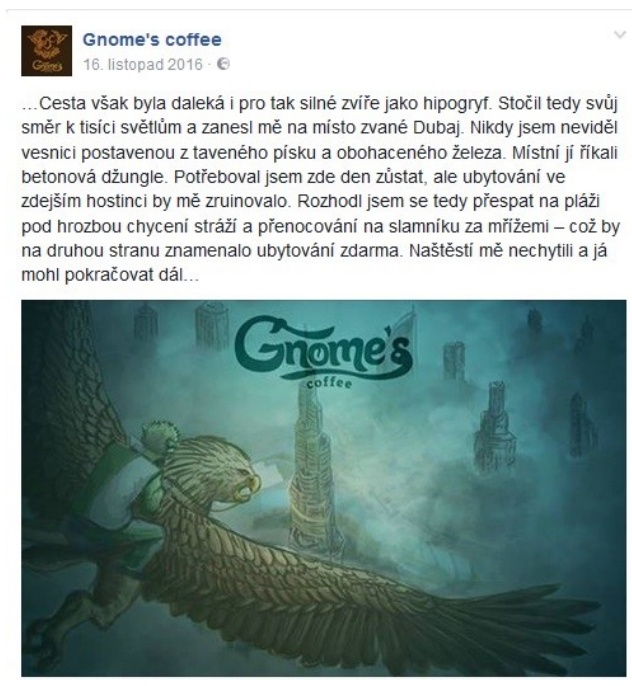 Gnome's
Gnome's coffee
16. listopad 2016 ·
…Cesta však byla daleká i pro tak silné zvíře jako hipogryf. Stočil tedy svůj
směr k tisíci světlům a zanesl mě na místo zvané Dubaj. Nikdy jsem neviděl
vesnici postavenou z taveného písku a obohaceného železa. Místní jí říkali
betonová džungle. Potřeboval jsem zde den zůstat, ale ubytování ve
zdejším hostinci by mě zruinovalo. Rozhodl jsem se tedy přespat na pláži
pod hrozbou chycení stráží a přenocování na slamníku za mřížemi – což by
na druhou stranu znamenalo ubytování zdarma. Naštěstí mě nechytili a já
mohl pokračovat dál…
Gnome's
coffee